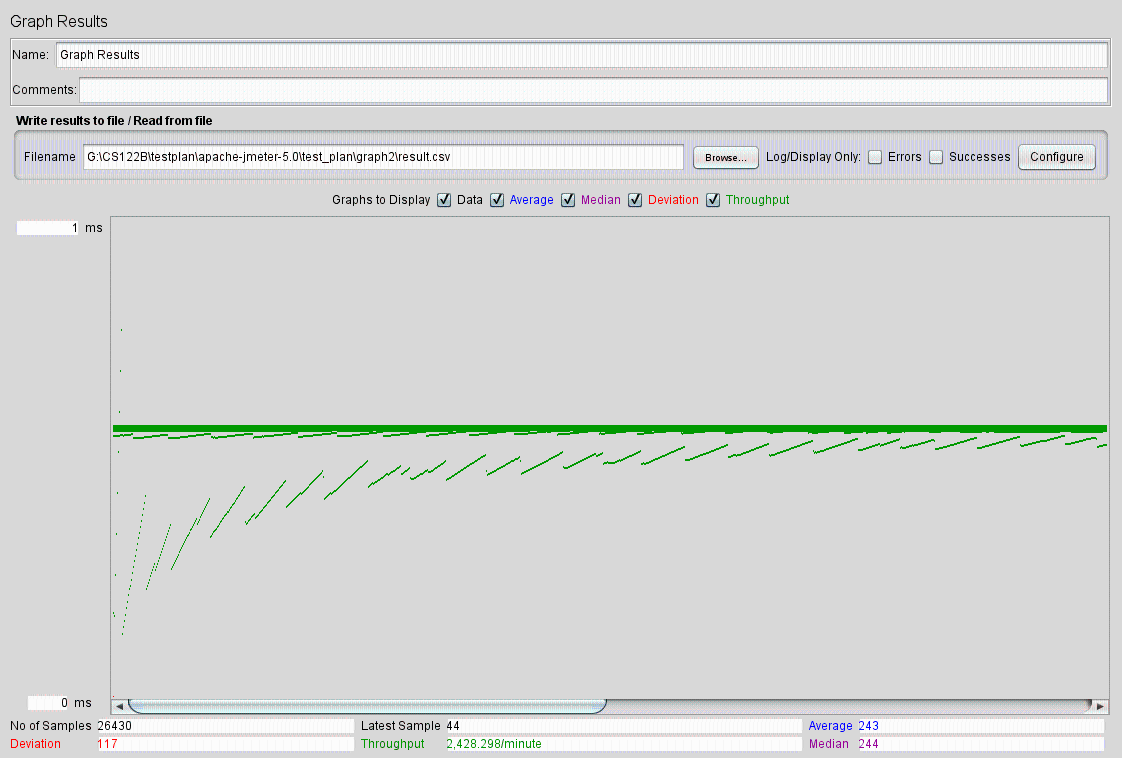 Graph Results
Name: Graph Results
Comments:
Write results to file / Read from file
Filename G:\CS122B\testplan\apache-jmeter-5.0\test_plan\graph2\result.csv Browse... Log/Display Only: Errors Successes Configure
Graphs to Display Data Average Median Deviation Throughput
1 ms
0 ms
No of Samples 26430 Latest Sample 44 Average 243
Deviation 117 Throughput 2,428.298/minute Median 244